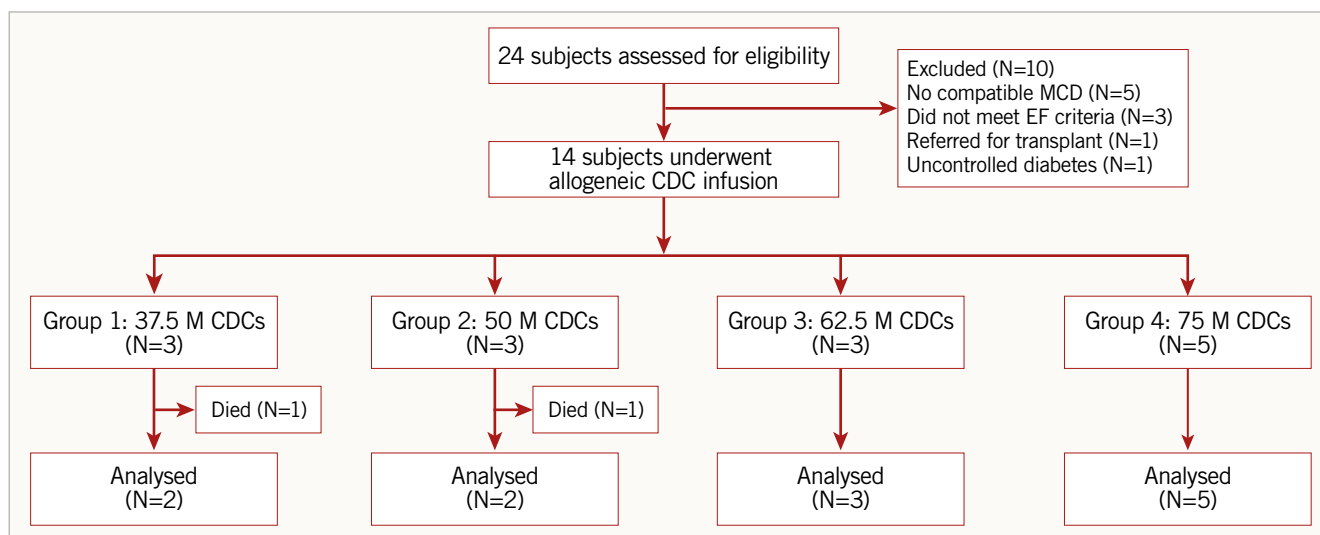 24 subjects assessed for eligibility
Excluded (N=10)
No compatible MCD (N=5)
Did not meet EF criteria (N=3)
Referred for transplant (N=1)
Uncontrolled diabetes (N=1)
14 subjects underwent
allogeneic CDC infusion
Group 1: 37.5 M CDCs
(N=3)
Group 2: 50 M CDCs
(N=3)
Group 3: 62.5 M CDCs
(N=3)
Group 4: 75 M CDCs
(N=5)
Died (N=1)
Died (N=1)
Analysed
(N=2)
Analysed
(N=2)
Analysed
(N=3)
Analysed
(N=5)